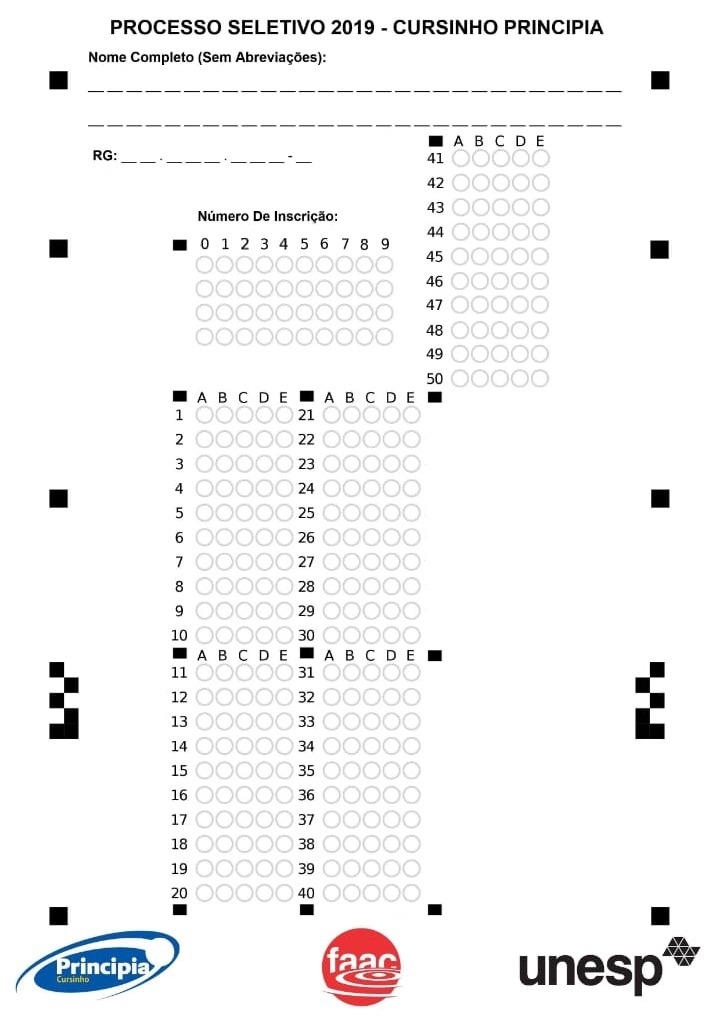 PROCESSO SELETIVO 2019 - CURSINHO PRINCIPIA
Nome Completo (Sem Abreviações):
RG: __ __ . __ __ __ . __ __ __ - __
A B C D E
41
42
43
44
45
46
47
48
49
50
Número De Inscrição:
0 1 2 3 4 5 6 7 8 9
A B C D E A B C D E
1 21
2 22
3 23
4 24
5 25
6 26
7 27
8 28
9 29
10 30
A B C D E A B C D E
11 31
12 32
13 33
14 34
15 35
16 36
17 37
18 38
19 39
20 40
Principia
Cursinho
faac
unesp